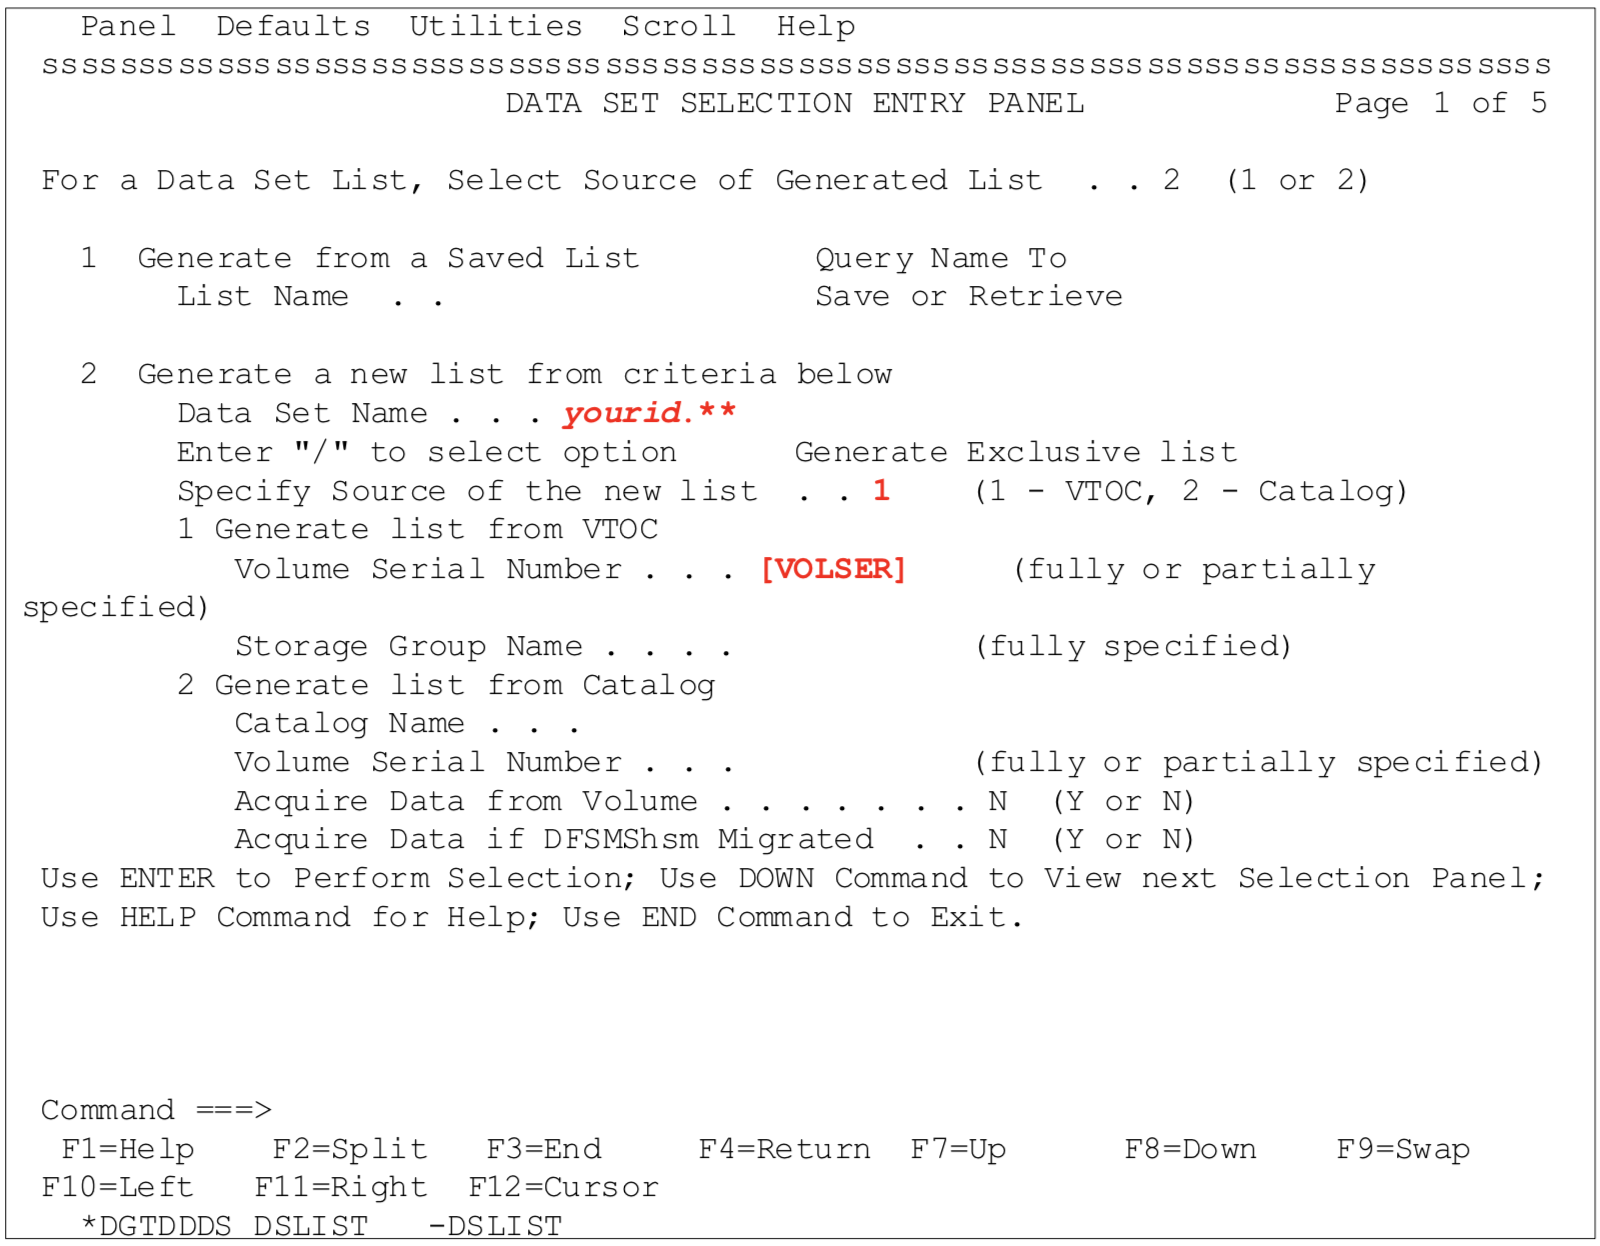 Panel Defaults Utilities Scroll Help
ssssssssssssssssssssssssssssssssssssssssssssssssssssssssssssssssssssssssssssss
DATA SET SELECTION ENTRY PANEL Page 1 of 5
For a Data Set List, Select Source of Generated List . . 2 (1 or 2)
1 Generate from a Saved List Query Name To
List Name . . Save or Retrieve
2 Generate a new list from criteria below
Data Set Name . . . yourid.**
Enter "/" to select option Generate Exclusive list
Specify Source of the new list . . 1 (1 - VTOC, 2 - Catalog)
1 Generate list from VTOC
Volume Serial Number . . . [VOLSER] (fully or partially
specified)
Storage Group Name . . . . (fully specified)
2 Generate list from Catalog
Catalog Name . . .
Volume Serial Number . . . (fully or partially specified)
Acquire Data from Volume . . . . . . . N (Y or N)
Acquire Data if DFSMShsm Migrated . . N (Y or N)
Use ENTER to Perform Selection; Use DOWN Command to View next Selection Panel;
Use HELP Command for Help; Use END Command to Exit.
Command ===>
F1=Help F2=Split F3=End F4=Return F7=Up F8=Down F9=Swap
F10=Left F11=Right F12=Cursor
*DGTDDDS DSLIST -DSLIST